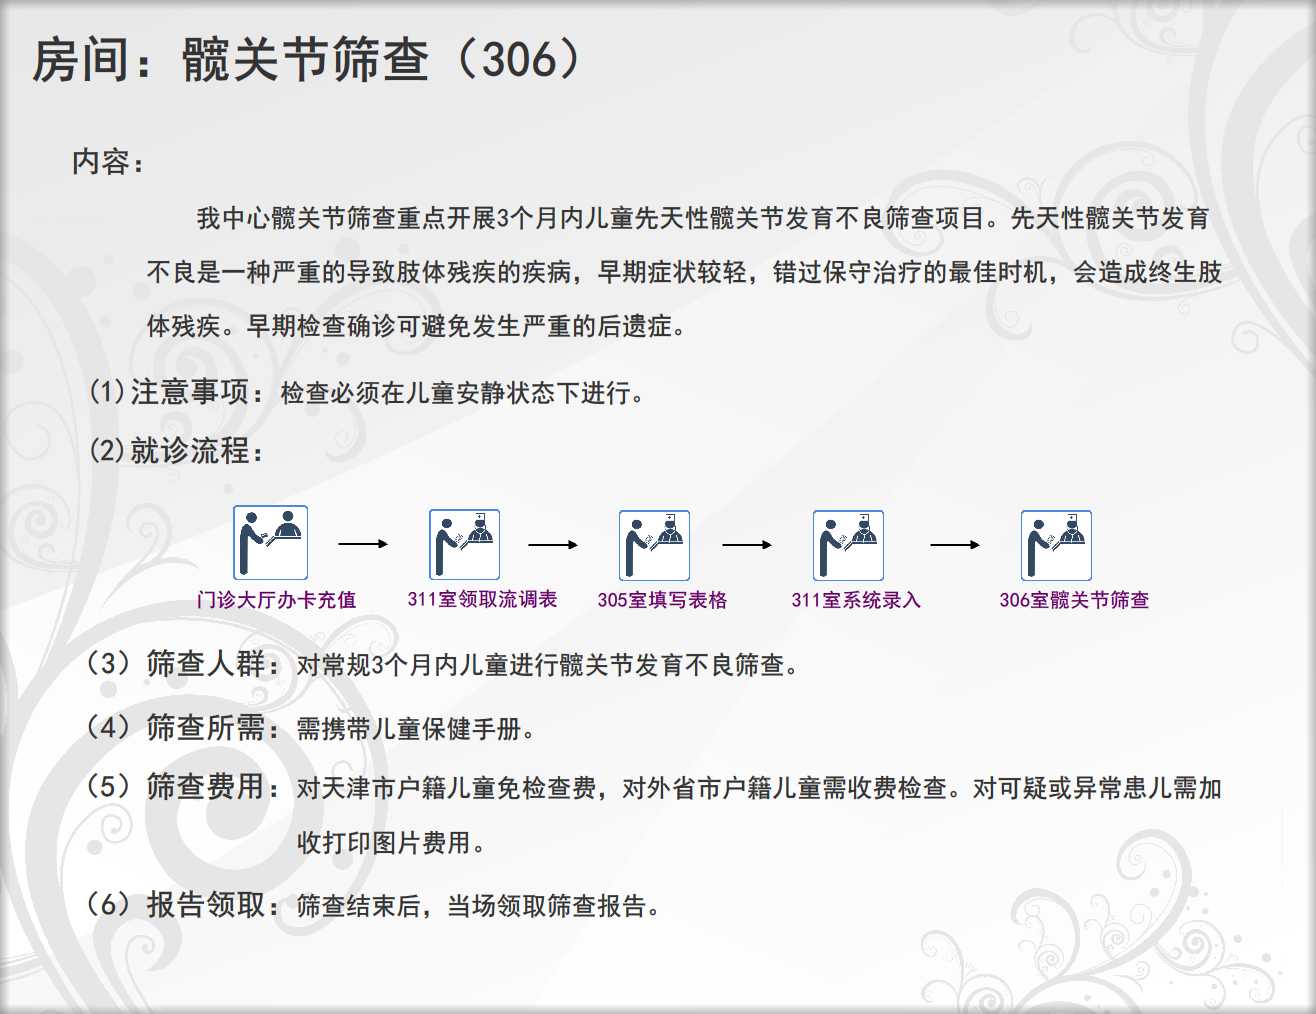 房间：髋关节筛查（306）
内容：
我中心髋关节筛查重点开展3个月内儿童先天性髋关节发育不良筛查项目。先天性髋关节发育
不良是一种严重的导致肢体残疾的疾病，早期症状较轻，错过保守治疗的最佳时机，会造成终生肢
体残疾。早期检查确诊可避免发生严重的后遗症。
(1)注意事项：检查必须在儿童安静状态下进行。
(2)就诊流程：
门诊大厅办卡充值 311室领取流调表 305室填写表格 311室系统录入 306室髋关节筛查
（3）筛查人群：对常规3个月内儿童进行髋关节发育不良筛查。
（4）筛查所需：需携带儿童保健手册。
（5）筛查费用：对天津市户籍儿童免检查费，对外省市户籍儿童需收费检查。对可疑或异常患儿需加
收打印图片费用。
（6）报告领取：筛查结束后，当场领取筛查报告。